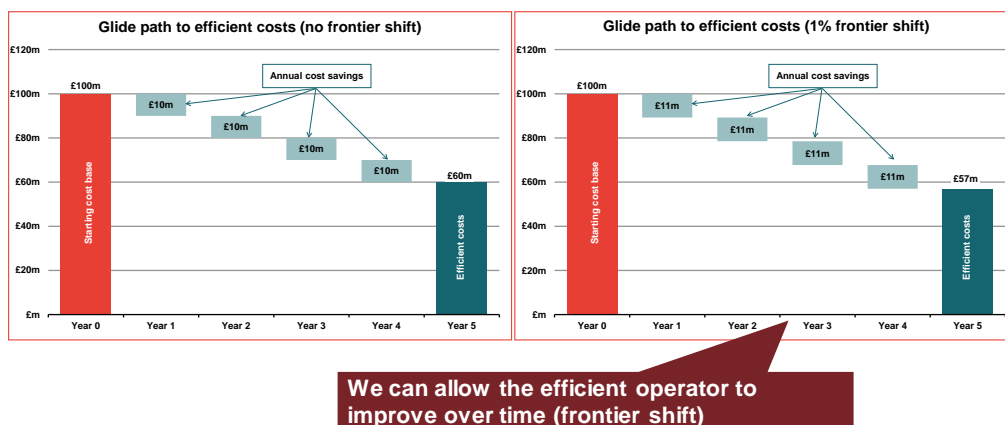 Glide path to efficient costs (no frontier shift)
£120m
£100m
£80m
£60m
£40m
£20m
£m
£100m
Starting cost base
Annual cost savings
£10m
£10m
£10m
£10m
£60m
Efficient costs
Year 0
Year 1
Year 2
Year 3
Year 4
Year 5
Glide path to efficient costs (1% frontier shift)
£120m
£100m
£80m
£60m
£40m
£20m
£m
£100m
Starting cost base
Annual cost savings
£11m
£11m
£11m
£11m
£57m
Efficient costs
Year 0
Year 1
Year 2
Year 3
Year 4
Year 5
We can allow the efficient operator to
improve over time (frontier shift)